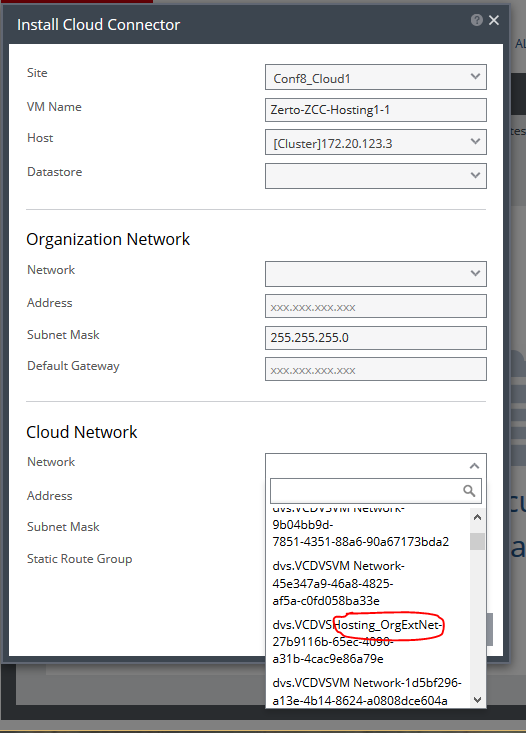 Install Cloud Connector
?
AL
Site
Conf8_Cloud1
VM Name
Zerto-ZCC-Hosting1-1
tes
Host
[Cluster]172.20.123.3
Datastore
Organization Network
Network
Address
xxx.xxx.xxx.xxx
Subnet Mask
255.255.255.0
Default Gateway
xxx.xxx.xxx.xxx
Cloud Network
Network
Address
cu
dvs.VCDVSVM Network-
Subnet Mask
9b04bb9d-
7851-4351-88a6-90a67173bda2
a
Static Route Group
dvs.VCDVSVM Network-
45e347a9-46a8-4825-
af5a-c0fd058ba33e
dvs.VCDVSHosting_OrgExtNet-
27b9116b-65ec-4090-
a31b-4cac9e86a79e
dvs.VCDVSVM Network-1d5bf296-
a13e-4b14-8624-a0808dce604a